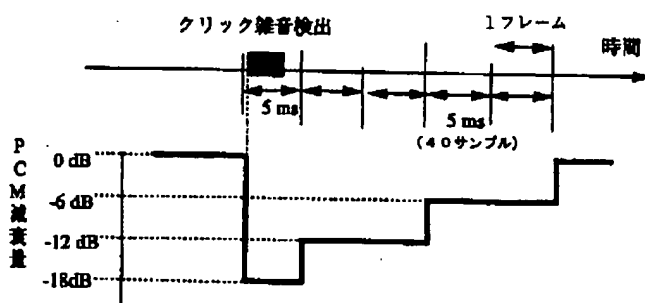 クリック雑音検出
1フレーム
時間
5 ms
5 ms
(40サンプル)
PCM減衰量
0 dB
-6 dB
-12 dB
-18dB